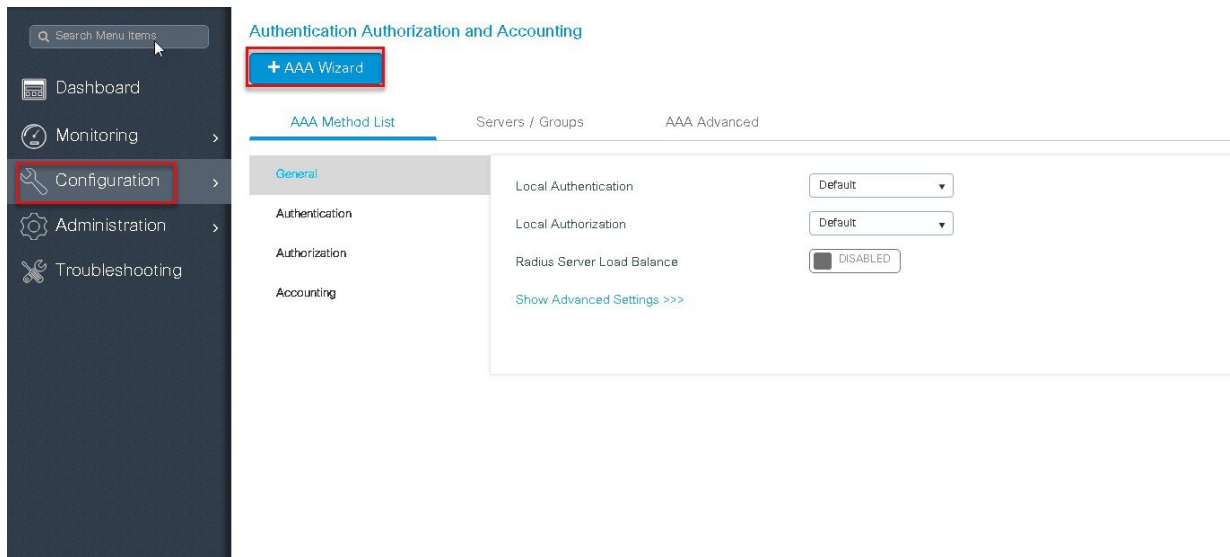 Search Menu Items
Dashboard
Monitoring
Configuration
Administration
Troubleshooting
Authentication Authorization and Accounting
+ AAA Wizard
AAA Method List
Servers / Groups
AAA Advanced
General
Authentication
Authorization
Accounting
Local Authentication
Default
Local Authorization
Default
Radius Server Load Balance
DISABLED
Show Advanced Settings >>>